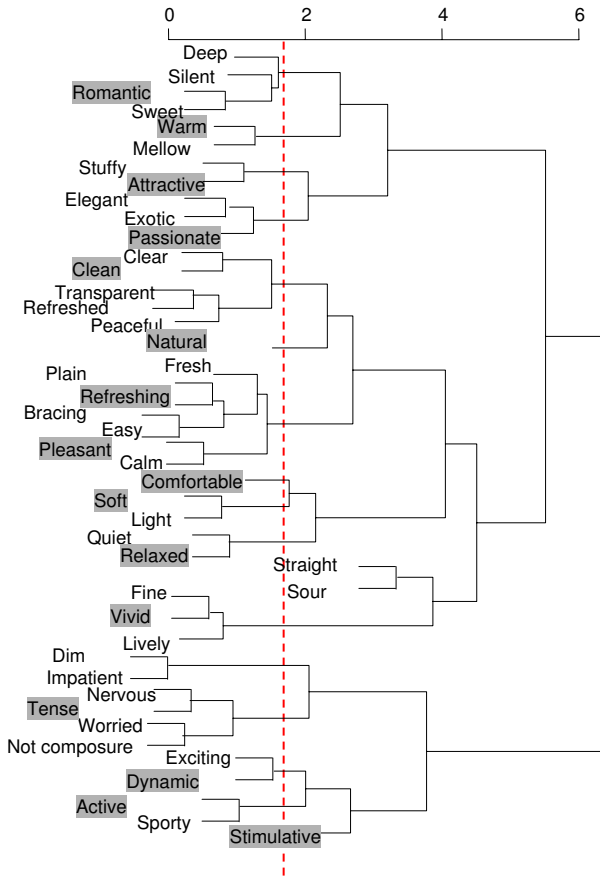 0 2 4 6
Deep
Silent
Romantic
Sweet
Warm
Mellow
Stuffy
Attractive
Elegant
Exotic
Passionate
Clear
Clean
Transparent
Refreshed
Peaceful
Natural
Fresh
Plain
Refreshing
Bracing
Easy
Pleasant
Calm
Comfortable
Soft
Light
Quiet
Relaxed
Straight
Sour
Fine
Vivid
Lively
Dim
Impatient
Nervous
Tense
Worried
Not composure
Exciting
Dynamic
Active
Sporty
Stimulative